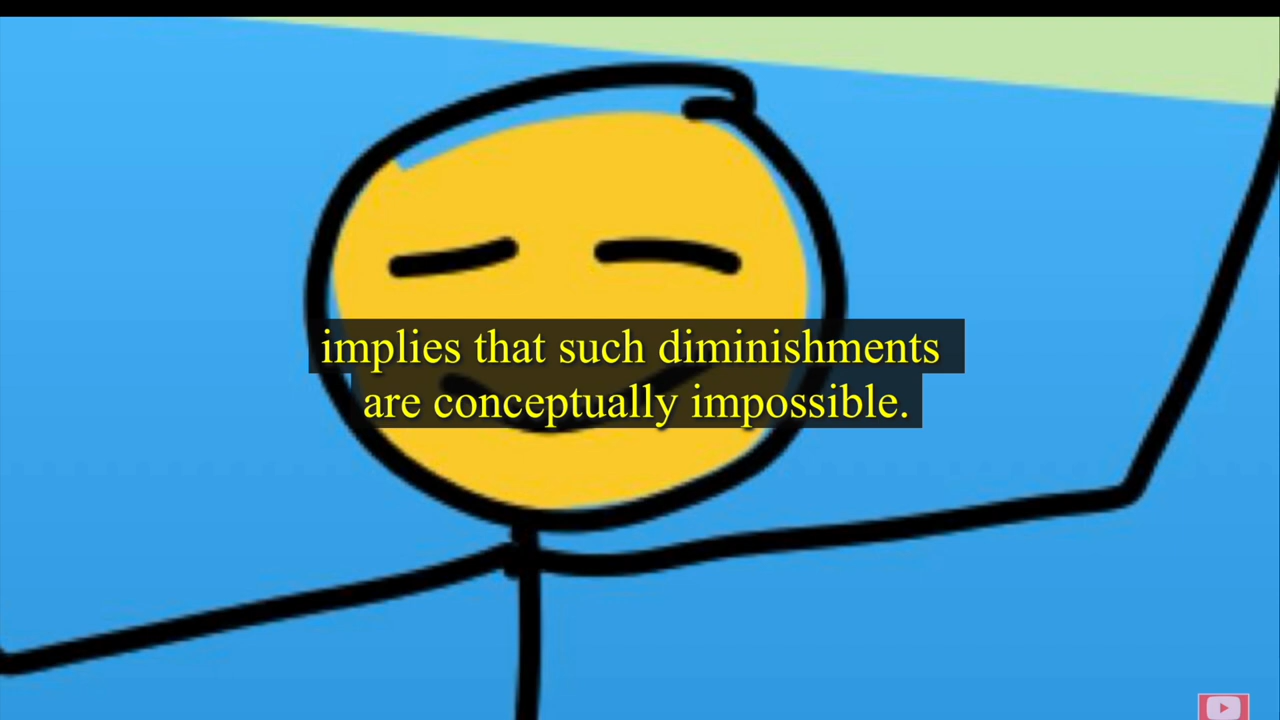 implies that such diminishments
are conceptually impossible.